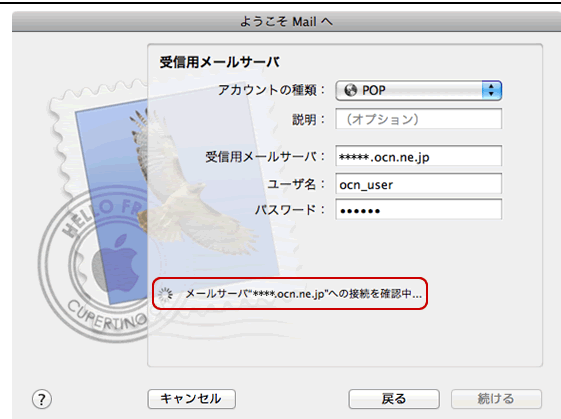 ようこそ Mail へ
受信用メールサーバ
アカウントの種類： POP
説明： （オプション）
受信用メールサーバ： *****.ocn.ne.jp
ユーザ名： ocn_user
パスワード： ••••••
メールサーバ"****.ocn.ne.jp"への接続を確認中...
HELLO FR
CUPERTINO
? キャンセル 戻る 続ける